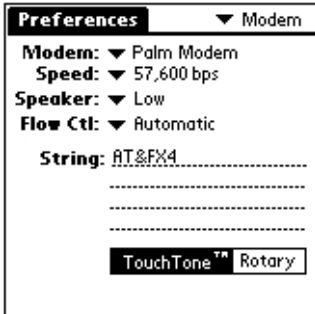 Preferences ▼ Modem
Modem: ▼ Palm Modem
Speed: ▼ 57,600 bps
Speaker: ▼ Low
Flow Ctl: ▼ Automatic
String: AT&FX4
TouchTone™ Rotary